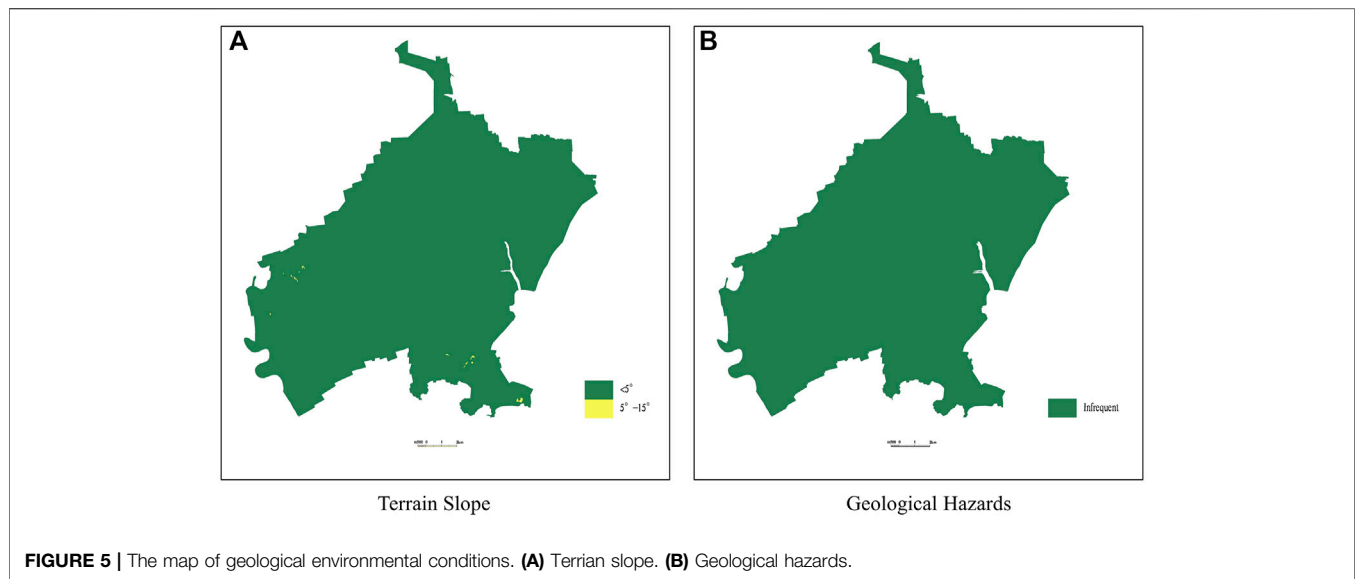 A
B
<5°
5° –15°
Infrequent
Terrain Slope
Geological Hazards
FIGURE 5 | The map of geological environmental conditions. (A) Terrian slope. (B) Geological hazards.